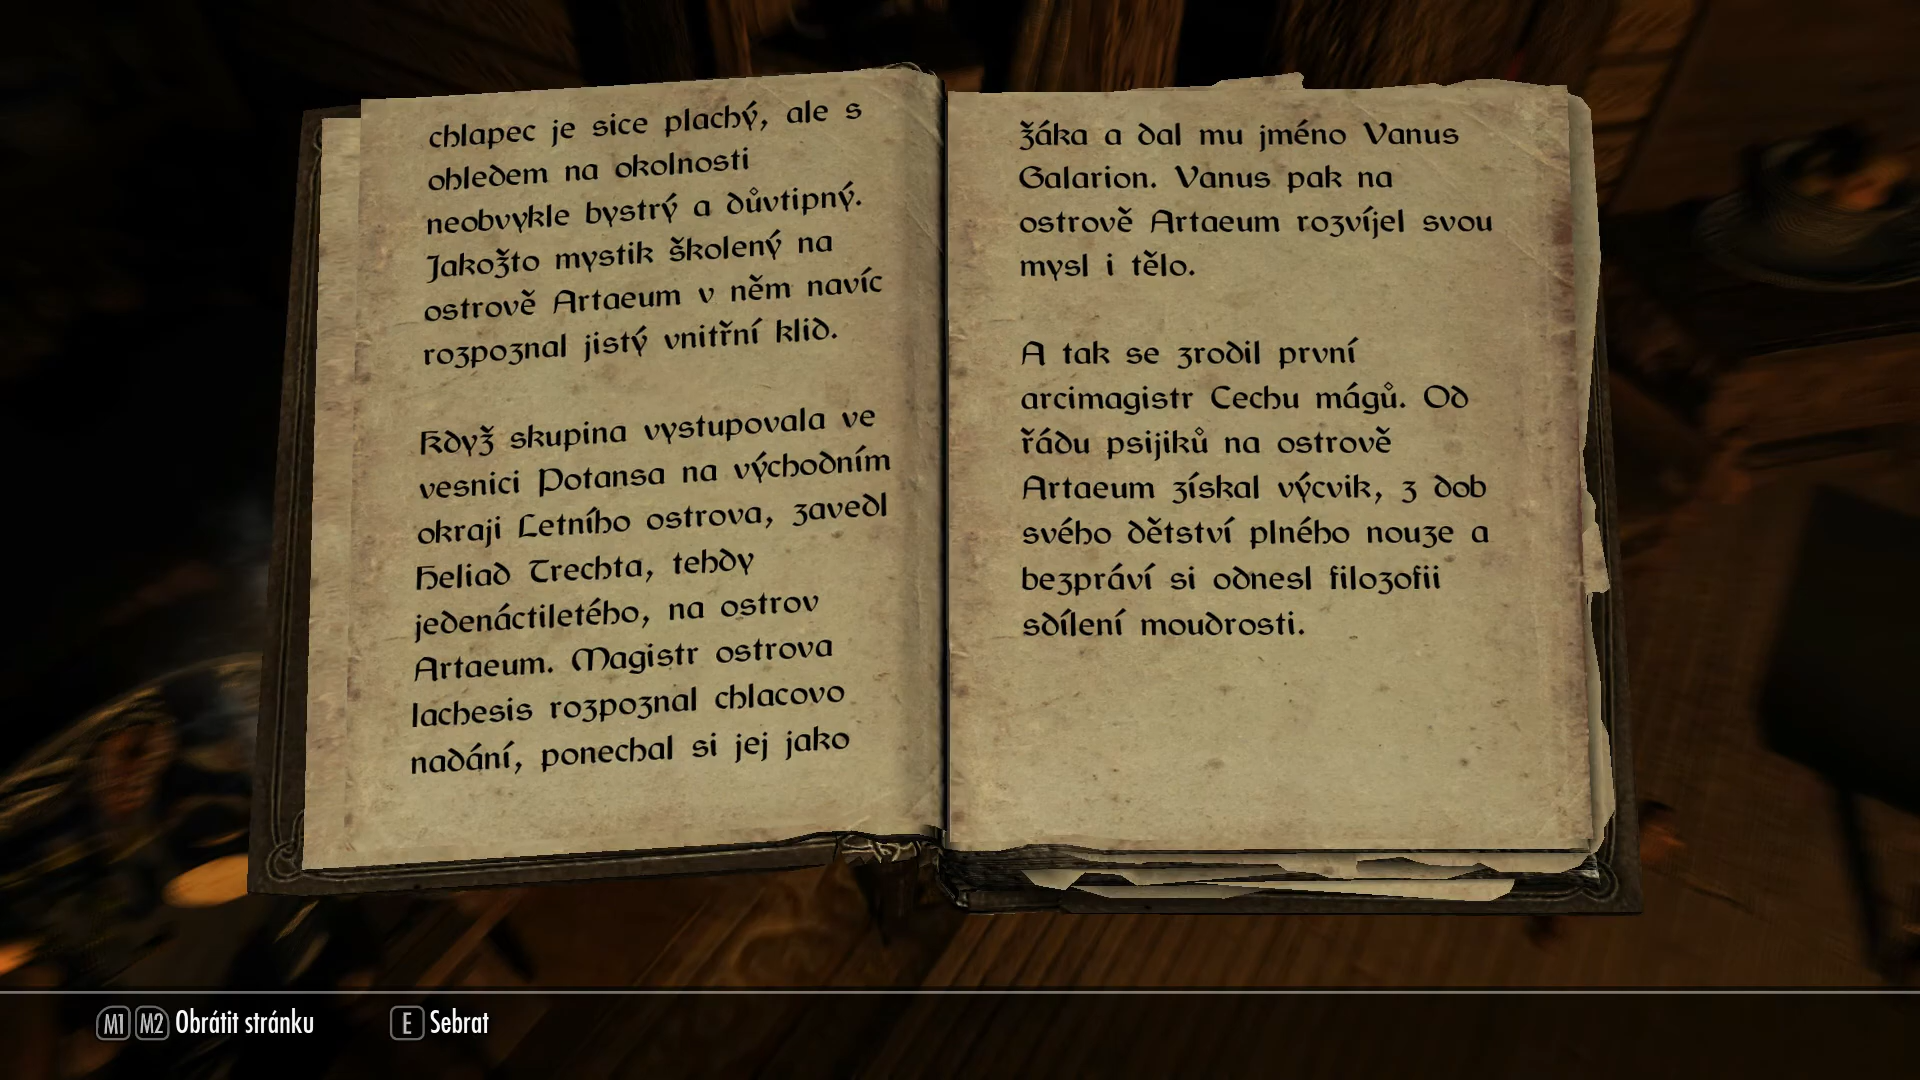 chlapec je sice plachý, ale s
ohledem na okolnosti
neobvykle bystrý a důvtipný.
Jakožto mystik školený na
ostrově Artaeum v něm navíc
rozpoznal jistý vnitřní klid.
Když skupina vystupovala ve
vesnici Potansa na východním
okraji Letního ostrova, zavedl
Heliad Trechta, tehdy
jedenáctiletého, na ostrov
Artaeum. Magistr ostrova
Iachesis rozpoznal chlacovo
nadání, ponechal si jej jako
žáka a dal mu jméno Vanus
Galarion. Vanus pak na
ostrově Artaeum rozvíjel svou
mysl i tělo.
A tak se zrodil první
arcimagistr Cechu mágů. Od
řádu psijiků na ostrově
Artaeum získal výcvik, z dob
svého dětství plného nouze a
bezpráví si odnesl filozofii
sdílení moudrosti.
M1 M2 Obrátit stránku
E Sebrat